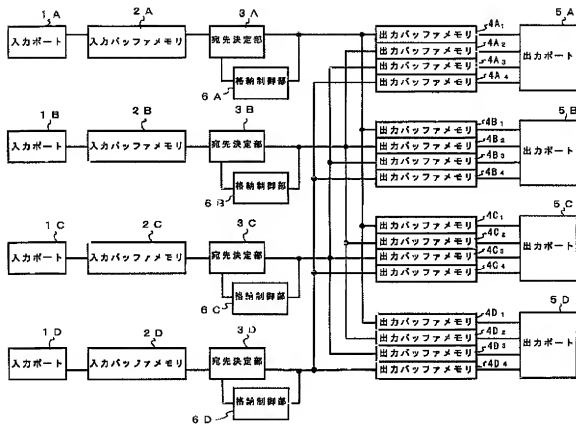 1A 2A 3A
入力ポート 入力バッファメモリ 宛先決定部
格納制御部
6A
出力バッファメモリ 4A1
出力バッファメモリ 4A2
出力バッファメモリ 4A3
出力バッファメモリ 4A4
5A
出力ポート
1B 2B 3B
入力ポート 入力バッファメモリ 宛先決定部
格納制御部
6B
出力バッファメモリ 4B1
出力バッファメモリ 4B2
出力バッファメモリ 4B3
出力バッファメモリ 4B4
5B
出力ポート
1C 2C 3C
入力ポート 入力バッファメモリ 宛先決定部
格納制御部
6C
出力バッファメモリ 4C1
出力バッファメモリ 4C2
出力バッファメモリ 4C3
出力バッファメモリ 4C4
5C
出力ポート
1D 2D 3D
入力ポート 入力バッファメモリ 宛先決定部
格納制御部
6D
出力バッファメモリ 4D1
出力バッファメモリ 4D2
出力バッファメモリ 4D3
出力バッファメモリ 4D4
5D
出力ポート